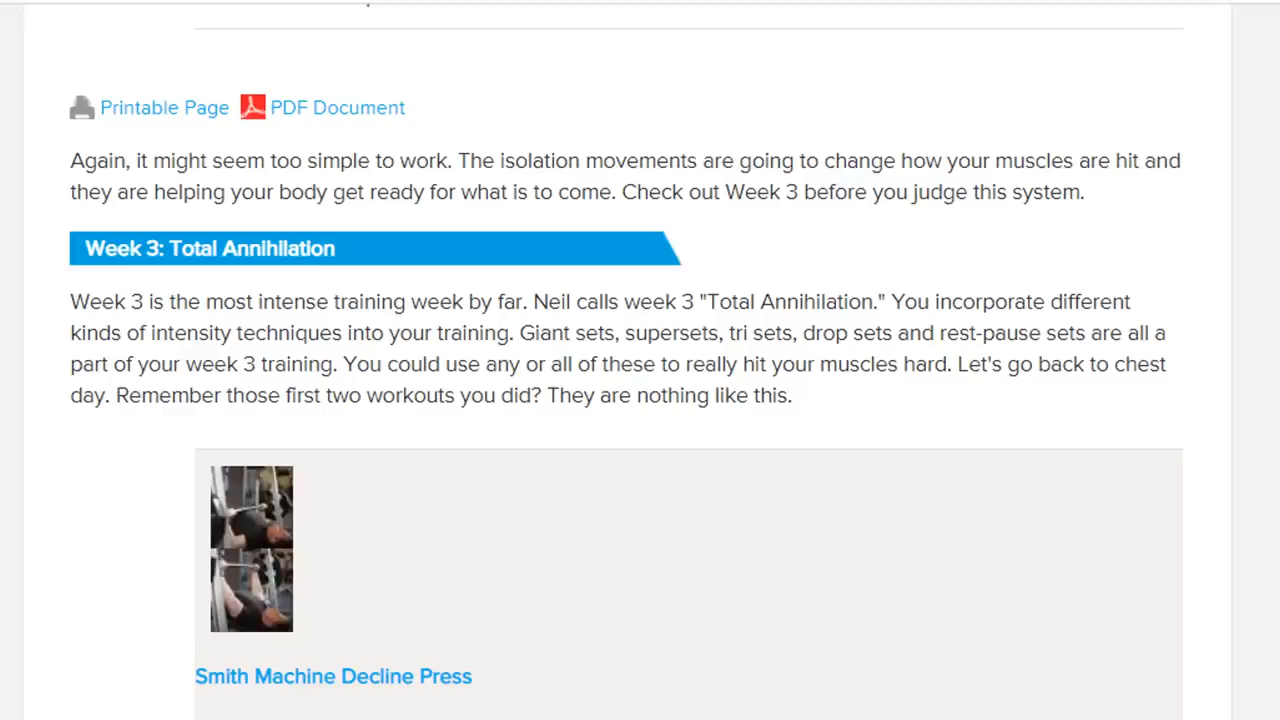 Printable Page PDF Document
Again, it might seem too simple to work. The isolation movements are going to change how your muscles are hit and
they are helping your body get ready for what is to come. Check out Week 3 before you judge this system.
Week 3: Total Annihilation
Week 3 is the most intense training week by far. Neil calls week 3 "Total Annihilation." You incorporate different
kinds of intensity techniques into your training. Giant sets, supersets, tri sets, drop sets and rest-pause sets are all a
part of your week 3 training. You could use any or all of these to really hit your muscles hard. Let's go back to chest
day. Remember those first two workouts you did? They are nothing like this.
Smith Machine Decline Press